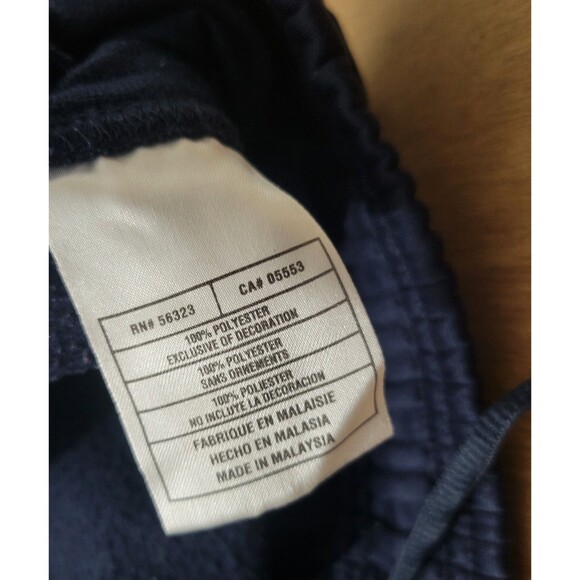 RN# 56323 CA# 05553
100% POLYESTER
EXCLUSIVE OF DECORATION
100% POLYESTER
SANS ORNEMENTS
100% POLIESTER
NO INCLUYE LA DECORACION
FABRIQUE EN MALAISIE
HECHO EN MALASIA
MADE IN MALAYSIA